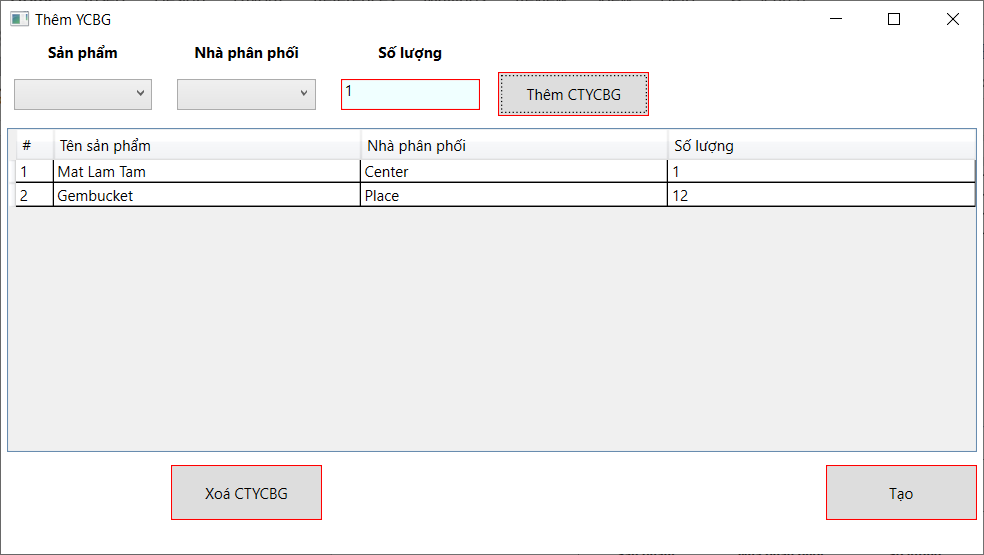 Thêm YCBG
Sản phẩm Nhà phân phối Số lượng
1 Thêm CTYCBG
# Tên sản phẩm Nhà phân phối Số lượng
1 Mat Lam Tam Center 1
2 Gembucket Place 12
Xoá CTYCBG Tạo